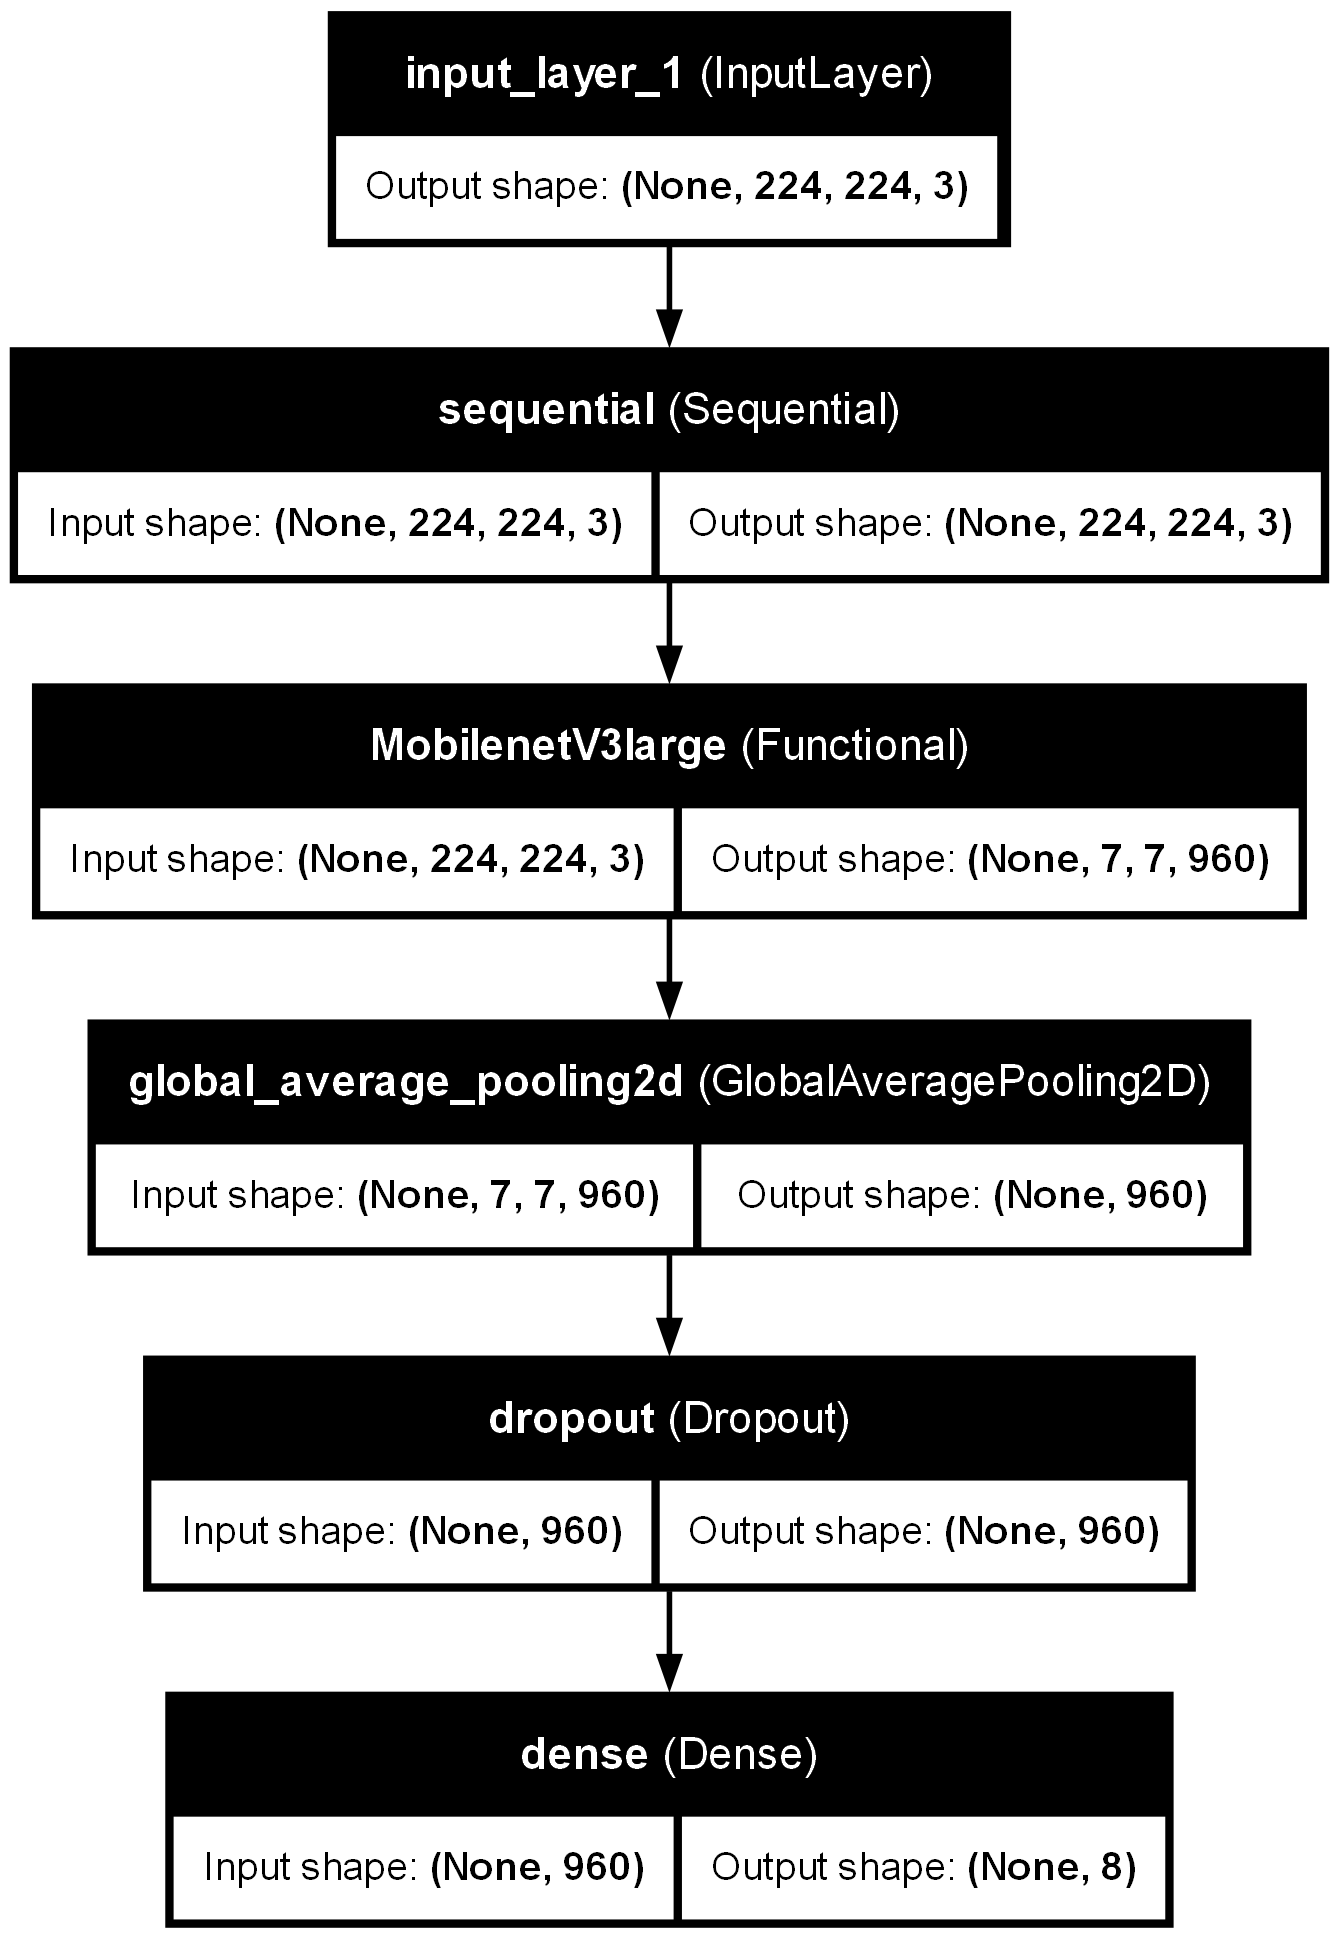 input_layer_1 (InputLayer)
Output shape: (None, 224, 224, 3)
sequential (Sequential)
Input shape: (None, 224, 224, 3) Output shape: (None, 224, 224, 3)
MobilenetV3large (Functional)
Input shape: (None, 224, 224, 3) Output shape: (None, 7, 7, 960)
global_average_pooling2d (GlobalAveragePooling2D)
Input shape: (None, 7, 7, 960) Output shape: (None, 960)
dropout (Dropout)
Input shape: (None, 960) Output shape: (None, 960)
dense (Dense)
Input shape: (None, 960) Output shape: (None, 8)